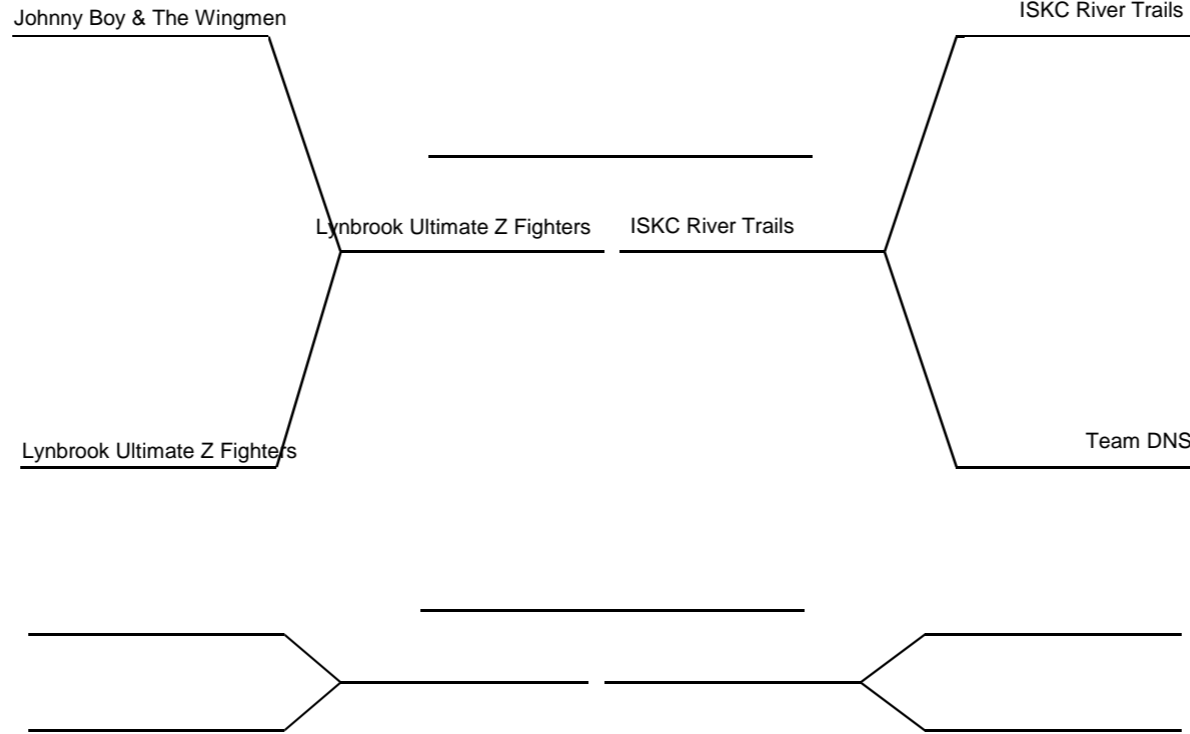 Johnny Boy & The Wingmen
ISKC River Trails
Lynbrook Ultimate Z Fighters
ISKC River Trails
Lynbrook Ultimate Z Fighters
Team DNS